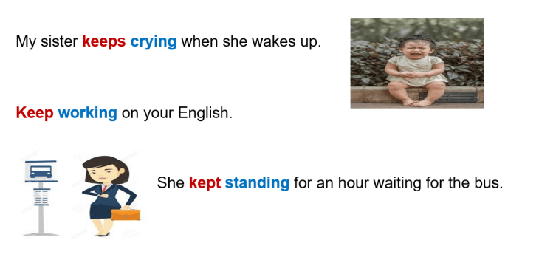 My sister keeps crying when she wakes up.
Keep working on your English.
She kept standing for an hour waiting for the bus.